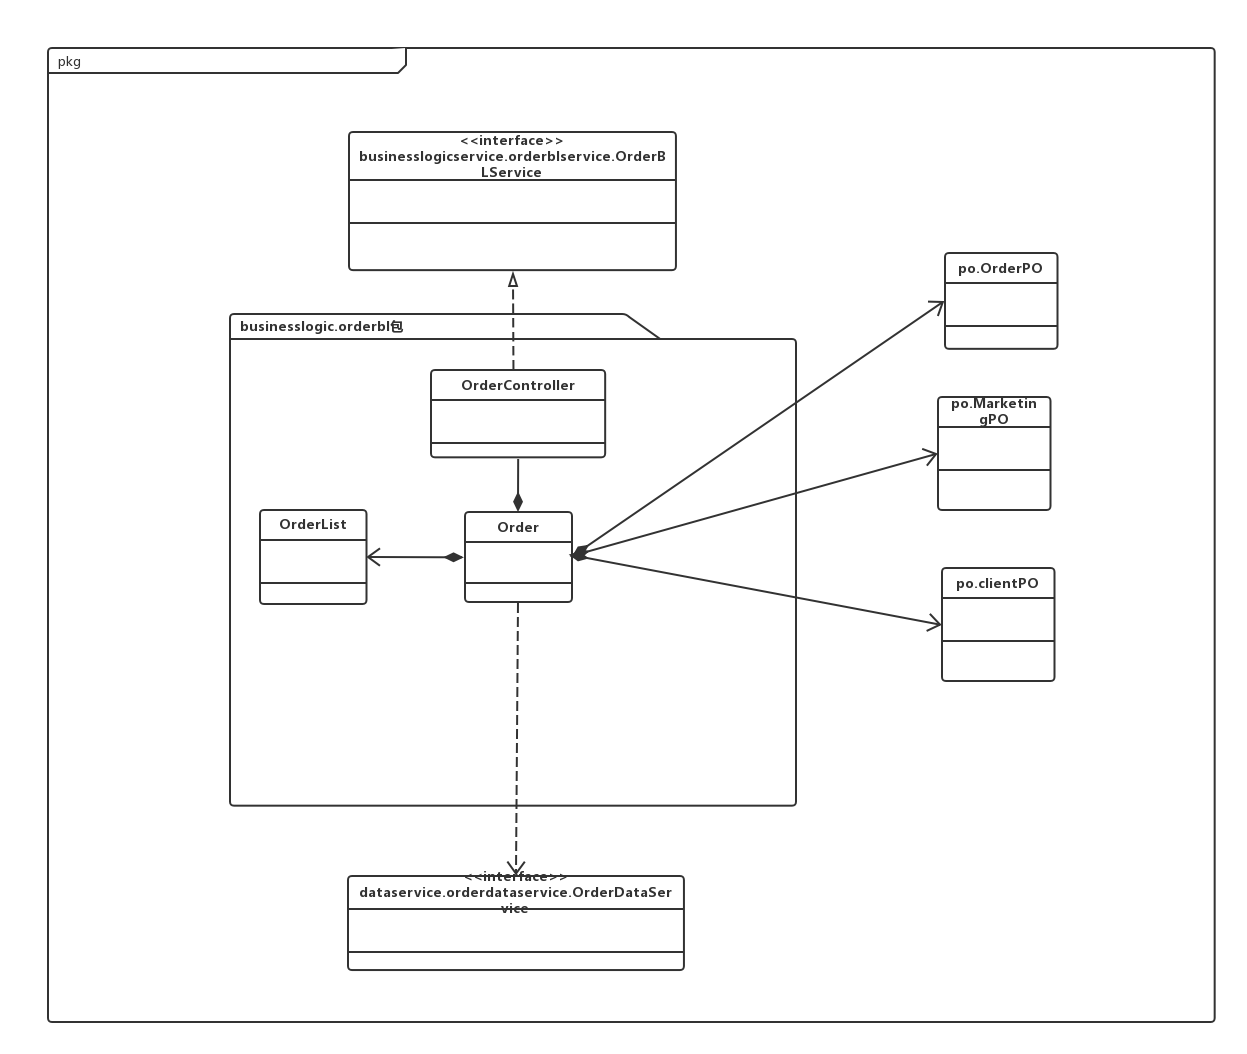 pkg
<<interface>>
businesslogicservice.orderblservice.OrderB
LService
po.OrderPO
businesslogic.orderbl包
OrderController
po.Marketin
gPO
OrderList
Order
po.clientPO
<<interface>>
dataservice.orderdataservice.OrderDataSer
vice